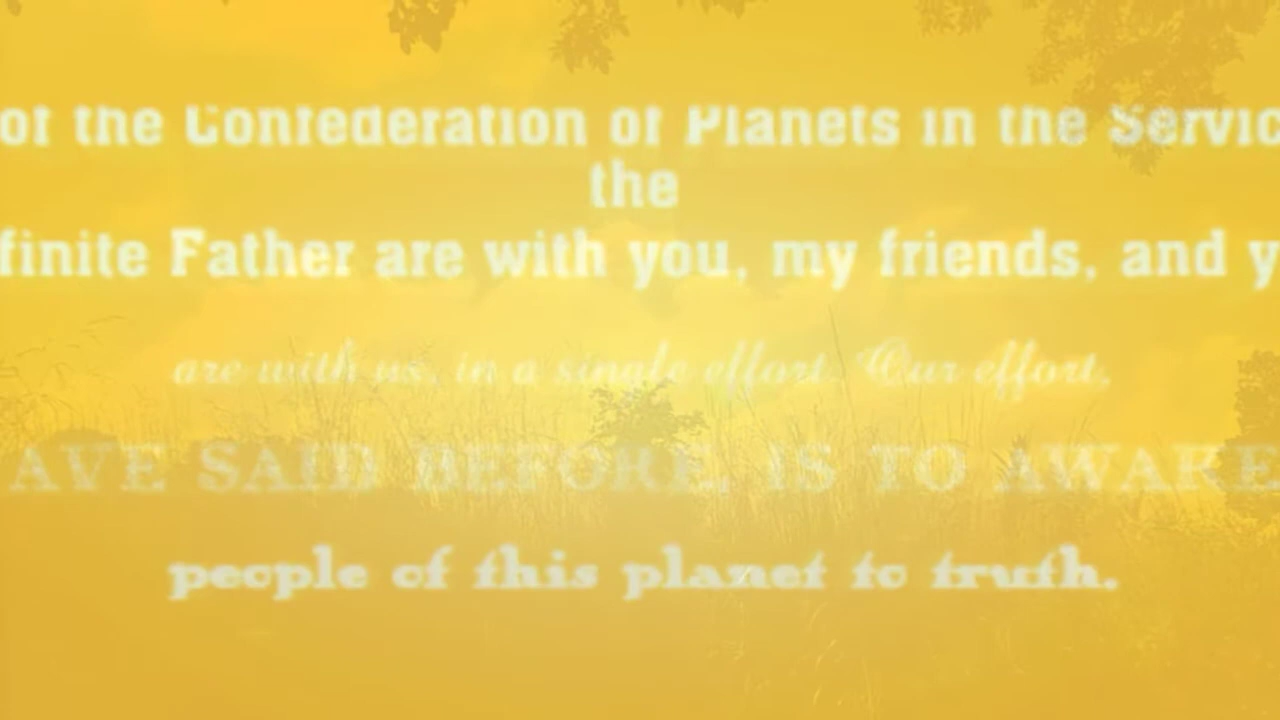 of the Confederation of Planets in the Servic
the
finite Father are with you, my friends, and y
are with us, in a single effort. Our effort,
AVE SAID BEFORE, IS TO AWARE
people of this planet to truth.